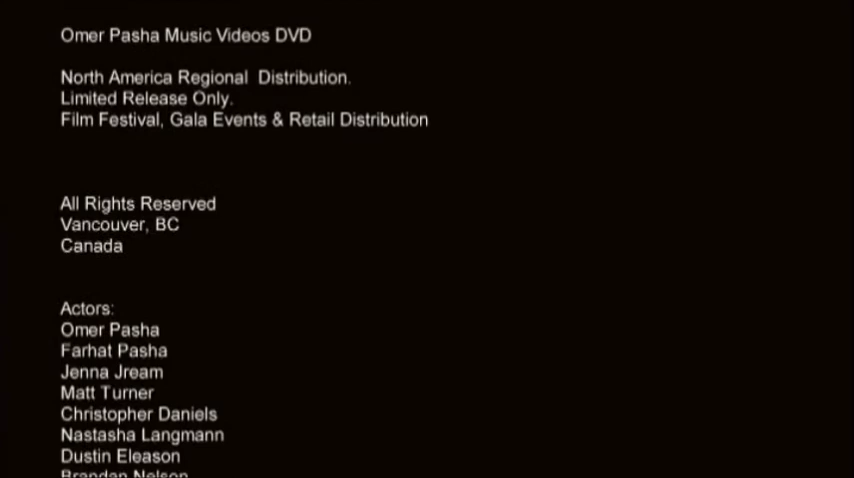 Omer Pasha Music Videos DVD
North America Regional Distribution.
Limited Release Only.
Film Festival, Gala Events & Retail Distribution
All Rights Reserved
Vancouver, BC
Canada
Actors:
Omer Pasha
Farhat Pasha
Jenna Jream
Matt Turner
Christopher Daniels
Nastasha Langmann
Dustin Eleason
Brandan Nelson